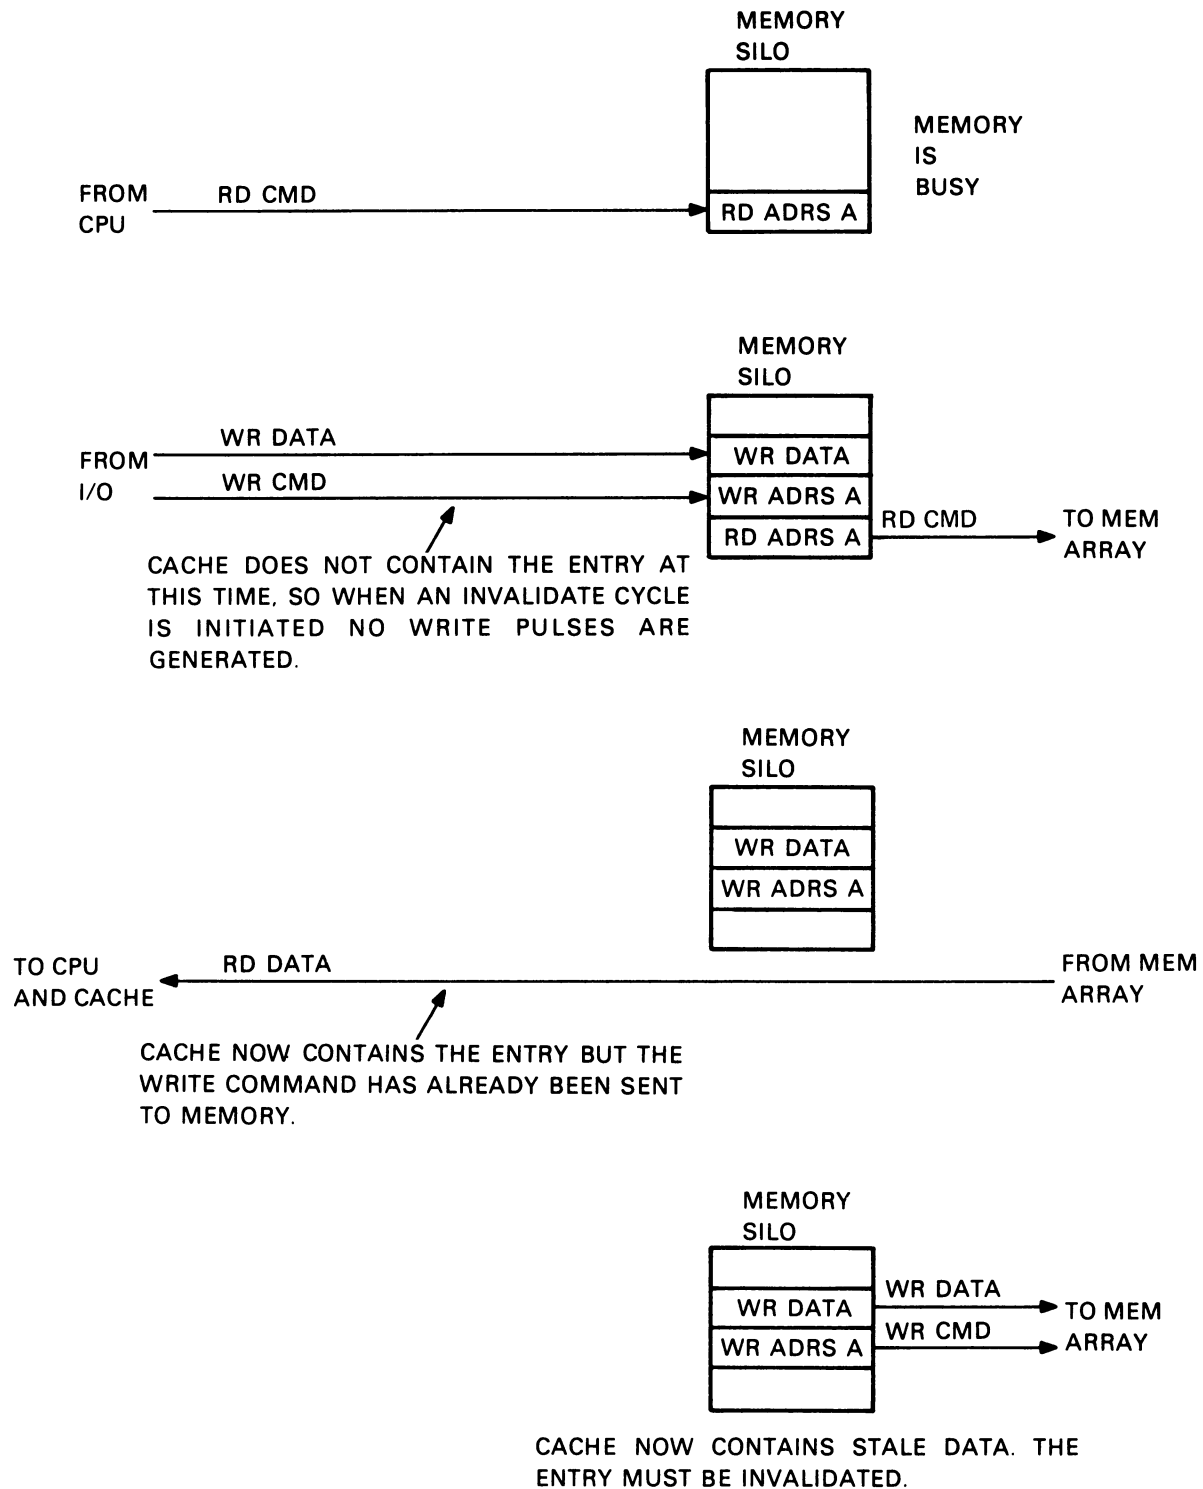 MEMORY
SILO
MEMORY
IS
BUSY
FROM
CPU
RD CMD
RD ADRS A
MEMORY
SILO
FROM
I/O
WR DATA
WR CMD
WR DATA
WR ADRS A
RD ADRS A
RD CMD
TO MEM
ARRAY
CACHE DOES NOT CONTAIN THE ENTRY AT
THIS TIME, SO WHEN AN INVALIDATE CYCLE
IS INITIATED NO WRITE PULSES ARE
GENERATED.
MEMORY
SILO
WR DATA
WR ADRS A
TO CPU
AND CACHE
RD DATA
FROM MEM
ARRAY
CACHE NOW CONTAINS THE ENTRY BUT THE
WRITE COMMAND HAS ALREADY BEEN SENT
TO MEMORY.
MEMORY
SILO
WR DATA
WR ADRS A
WR DATA
WR CMD
TO MEM
ARRAY
CACHE NOW CONTAINS STALE DATA. THE
ENTRY MUST BE INVALIDATED.